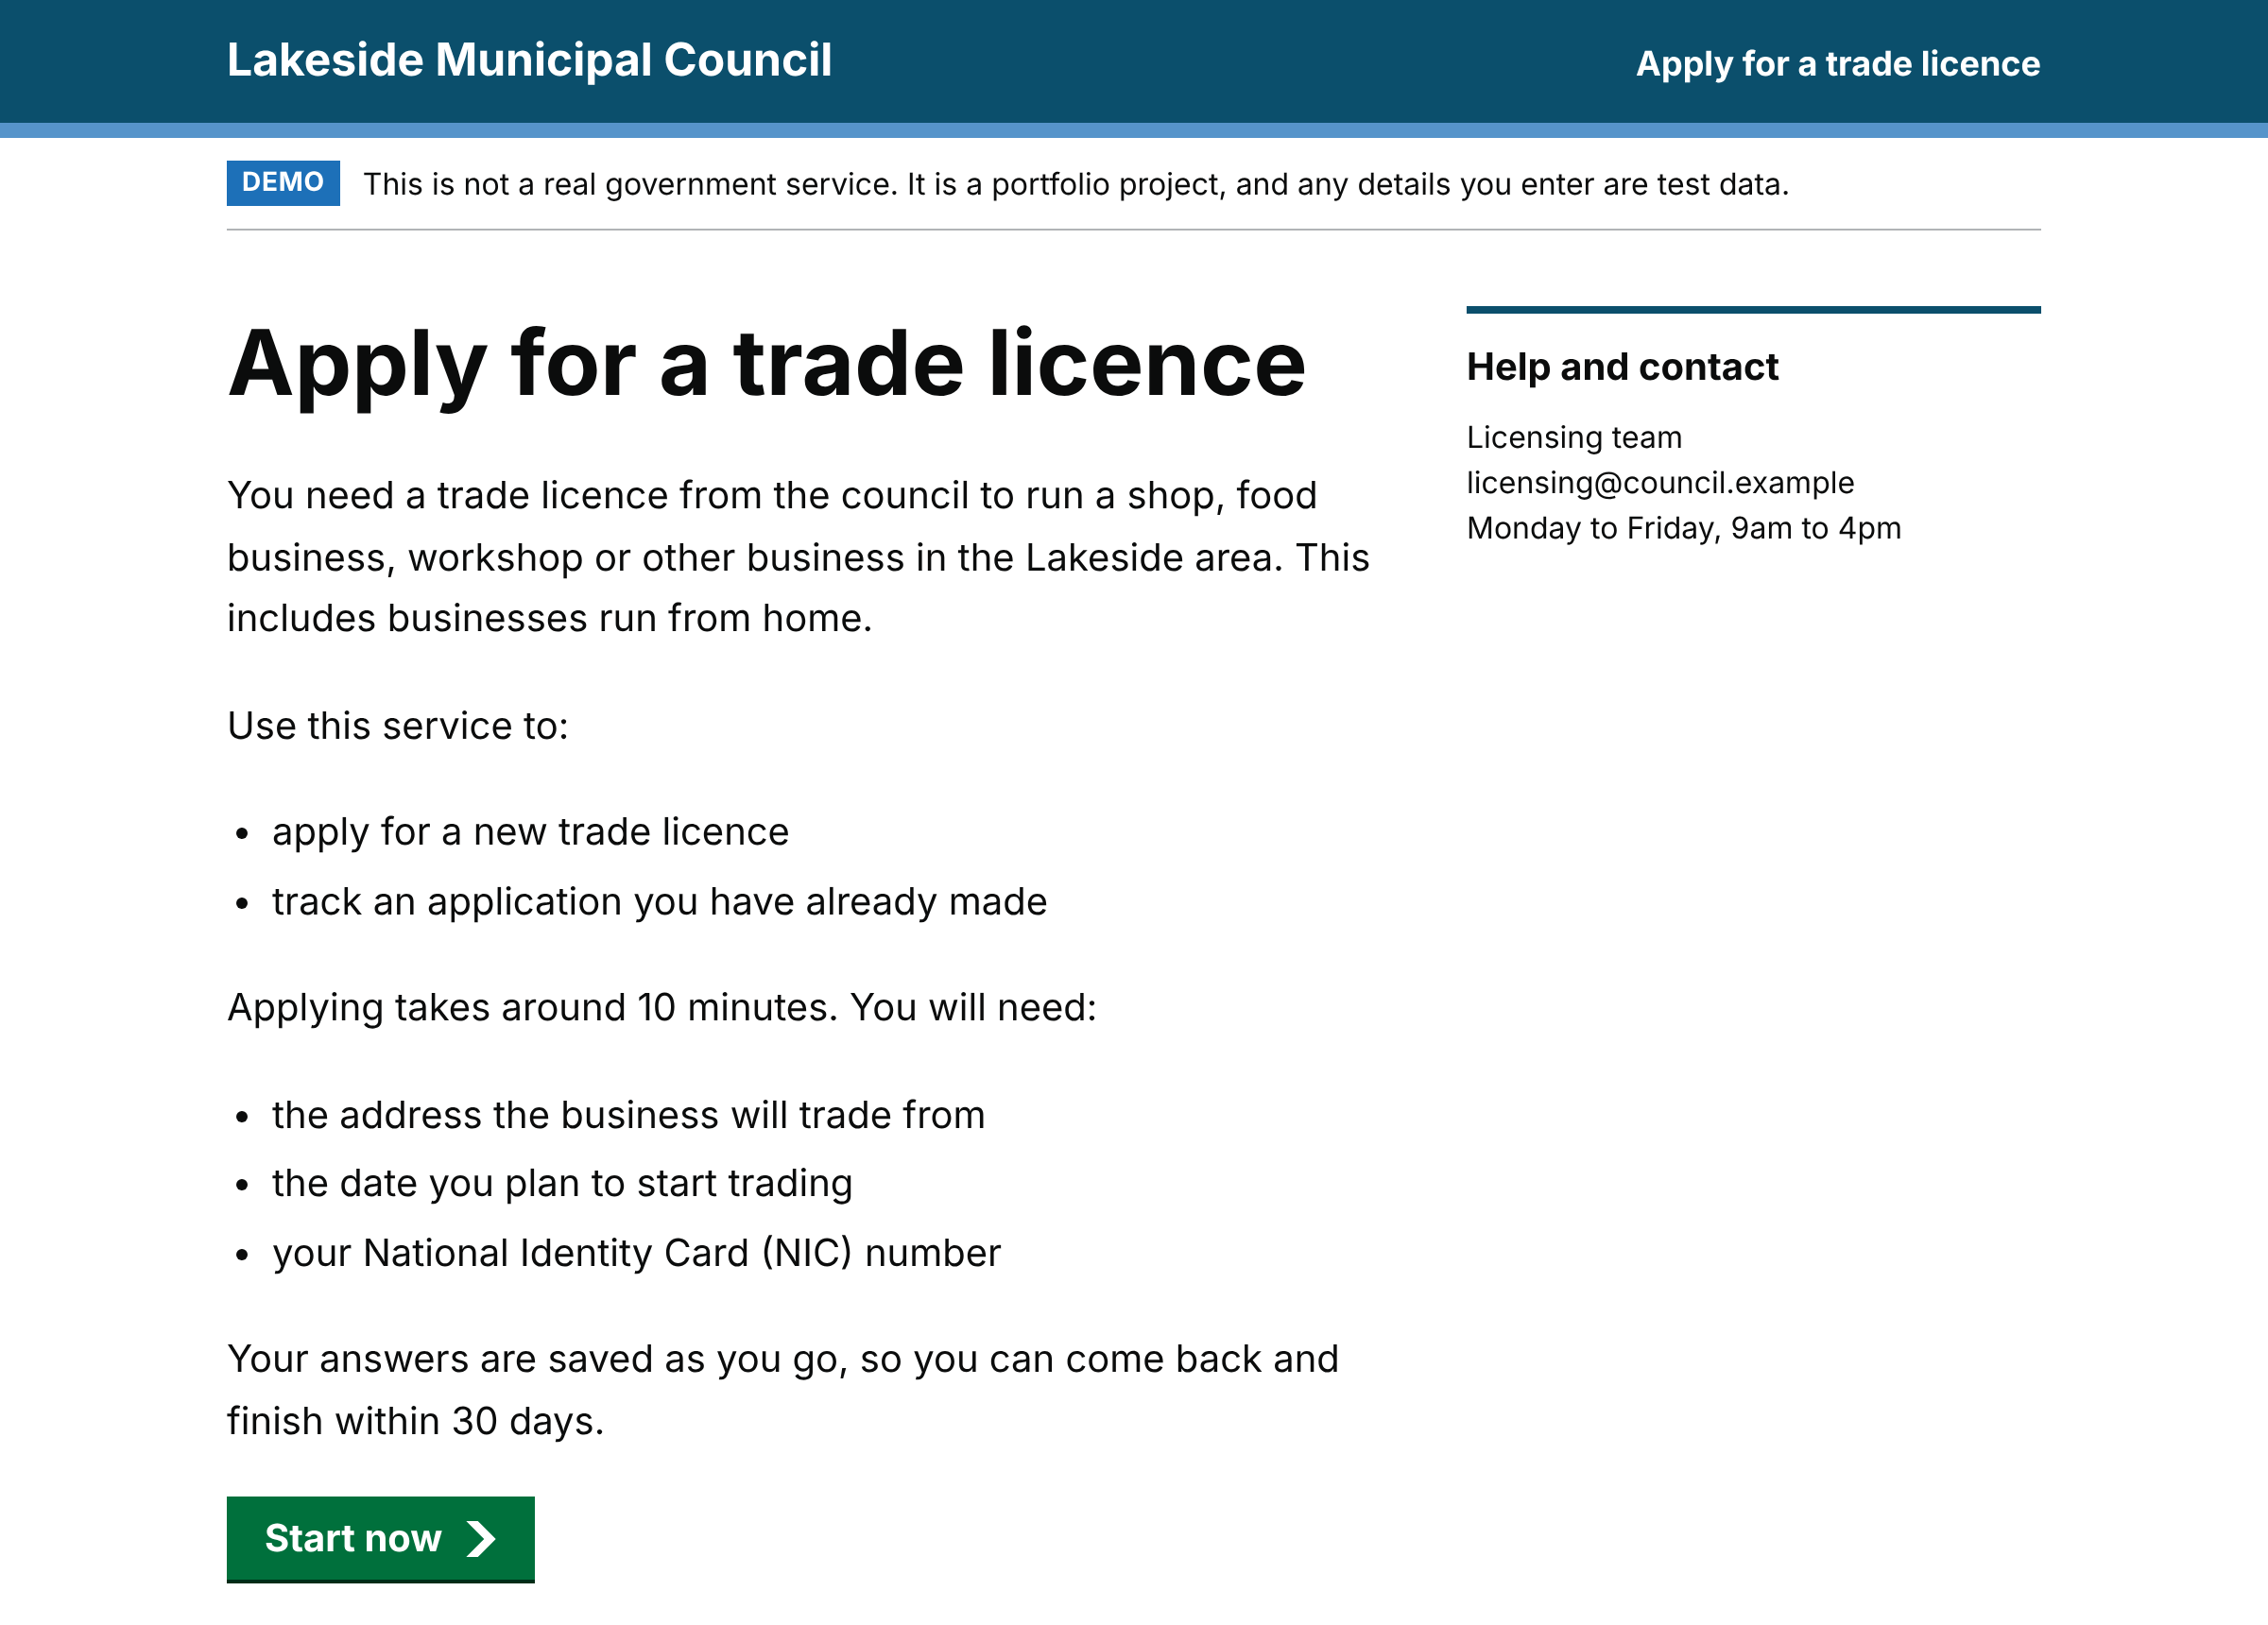 Lakeside Municipal Council
Apply for a trade licence
DEMO
This is not a real government service. It is a portfolio project, and any details you enter are test data.
Apply for a trade licence
You need a trade licence from the council to run a shop, food
business, workshop or other business in the Lakeside area. This
includes businesses run from home.
Use this service to:
• apply for a new trade licence
• track an application you have already made
Applying takes around 10 minutes. You will need:
• the address the business will trade from
• the date you plan to start trading
• your National Identity Card (NIC) number
Your answers are saved as you go, so you can come back and
finish within 30 days.
Start now
Help and contact
Licensing team
licensing@council.example
Monday to Friday, 9am to 4pm